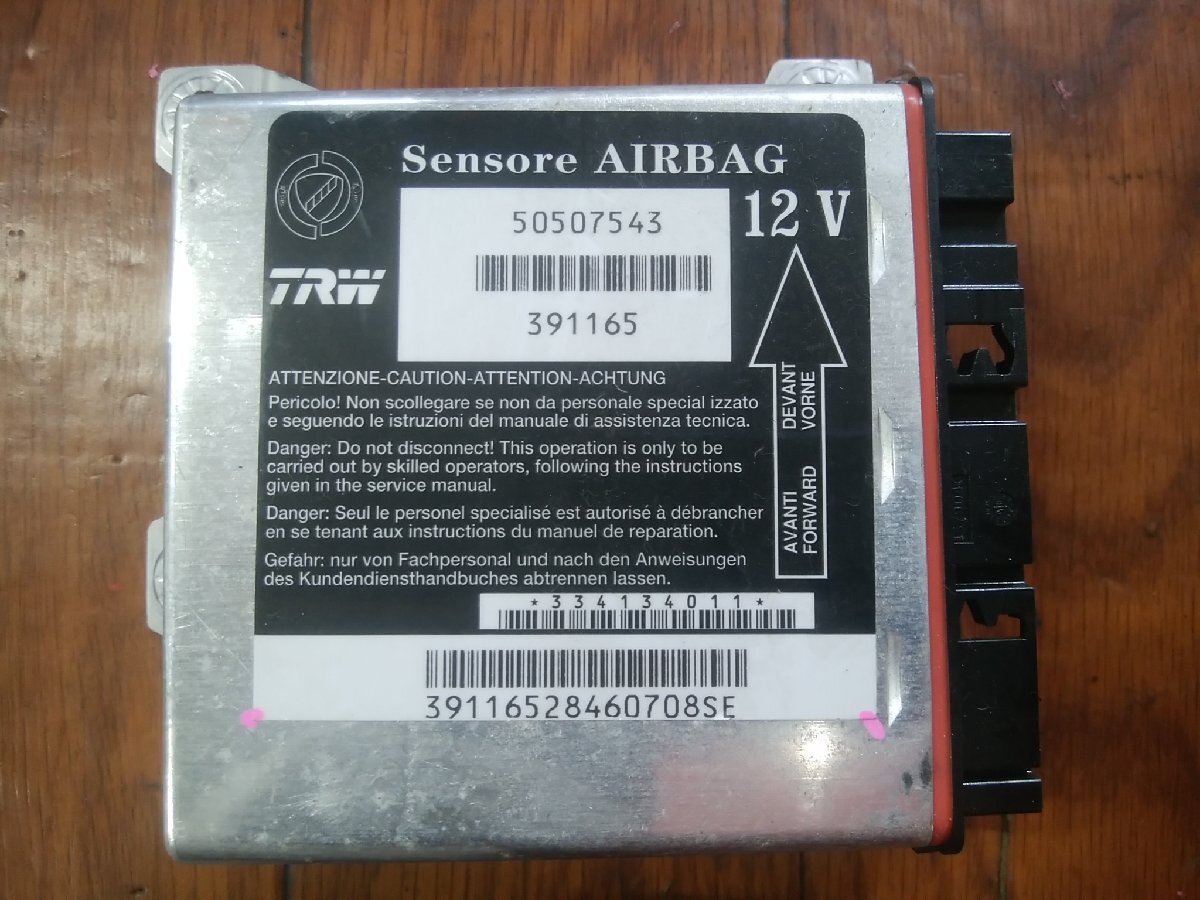 Sensore AIRBAG
12 V
50507543
391165
TRW
ATTENZIONE-CAUTION-ATTENTION-ACHTUNG
Pericolo! Non scollegare se non da personale special izzato
e seguendo le istruzioni del manuale di assistenza tecnica.
Danger: Do not disconnect! This operation is only to be
carried out by skilled operators, following the instructions
given in the service manual.
Danger: Seul le personel specialisé est autorisé à débrancher
en se tenant aux instructions du manuel de reparation.
Gefahr: nur von Fachpersonal und nach den Anweisungen
des Kundendiensthandbuches abtrennen lassen.
AVANTI DEVANT
FORWARD VORNE
*334134011*
39116528460708SE